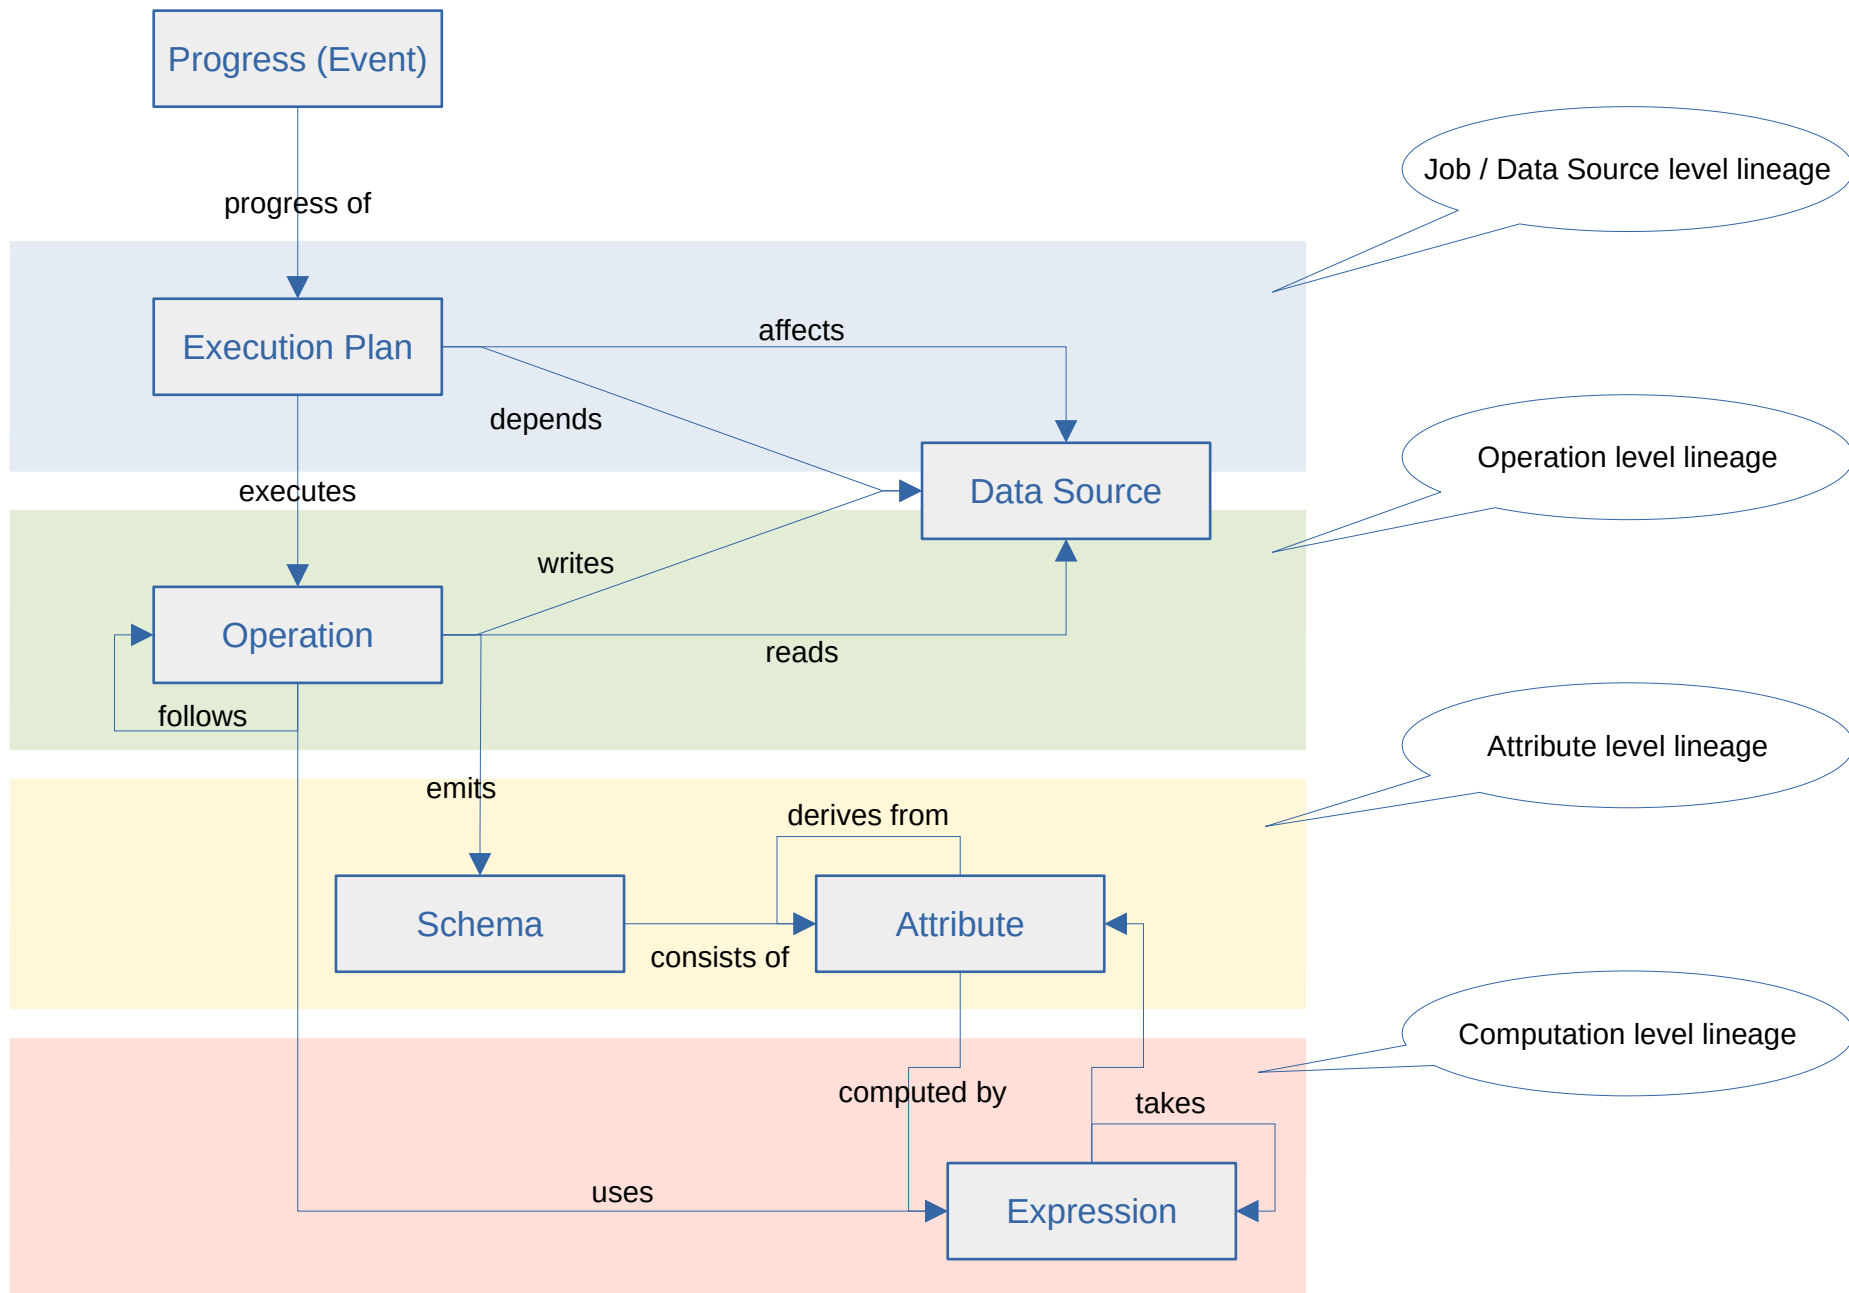 Progress (Event)
progress of
Job / Data Source level lineage
Execution Plan
affects
depends
executes
Data Source
Operation level lineage
writes
Operation
reads
follows
emits
Attribute level lineage
derives from
Schema
consists of
Attribute
Computation level lineage
computed by
takes
uses
Expression